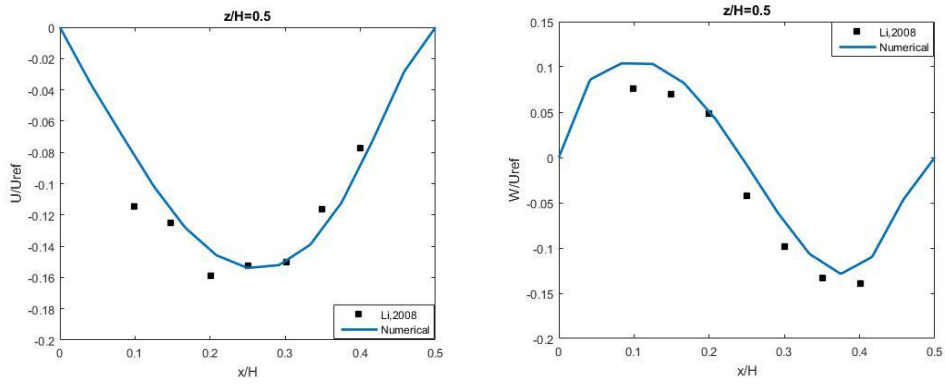 z/H=0.5
0
-0.02
-0.04
-0.06
-0.08
-0.1
-0.12
-0.14
-0.16
-0.18
-0.2
U/Uref
0 0.1 0.2 0.3 0.4 0.5
x/H
Li,2008
Numerical
z/H=0.5
0.15
0.1
0.05
0
-0.05
-0.1
-0.15
-0.2
W/Uref
0 0.1 0.2 0.3 0.4 0.5
x/H
Li,2008
Numerical